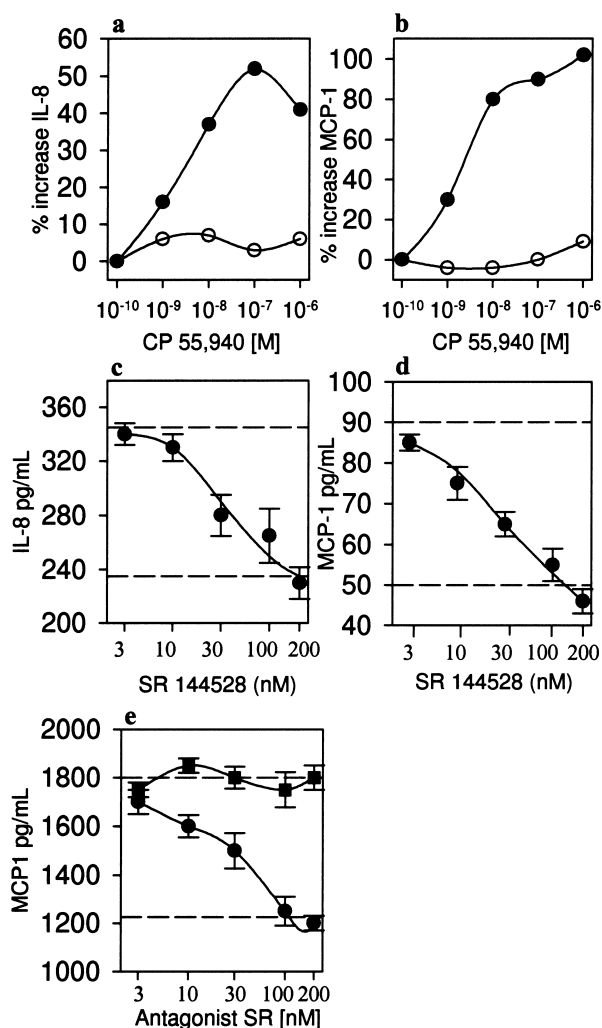 a
60
50
40
30
20
10
0
% increase IL-8
10-10 10-9 10-8 10-7 10-6
CP 55,940 [M]
b
100
80
60
40
20
0
% increase MCP-1
10-10 10-9 10-8 10-7 10-6
CP 55,940 [M]
c
360
320
280
240
200
IL-8 pg/mL
3 10 30 100 200
SR 144528 (nM)
d
100
90
80
70
60
50
40
MCP-1 pg/mL
3 10 30 100 200
SR 144528 (nM)
e
2000
1800
1600
1400
1200
1000
MCP1 pg/mL
3 10 30 100 200
Antagonist SR [nM]